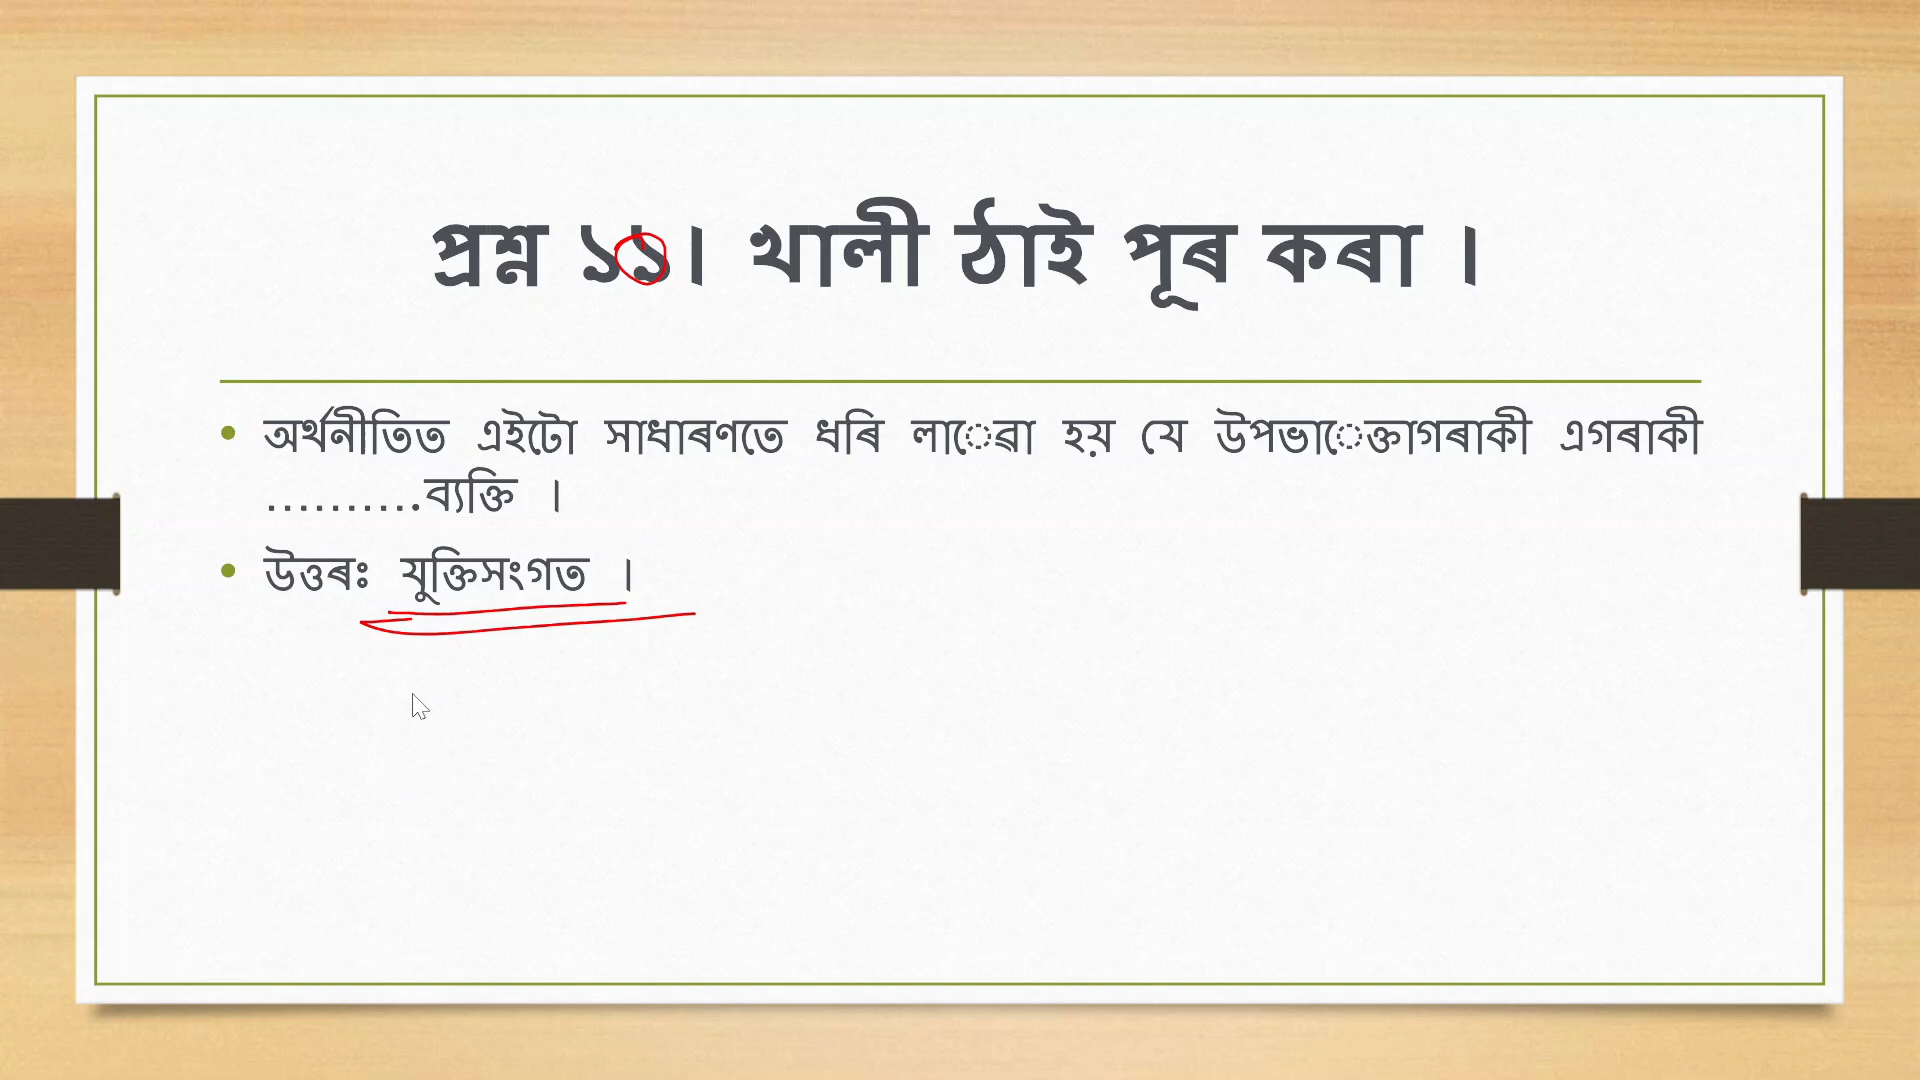 প্ৰশ্ন ১১। খালী ঠাই পূৰ কৰা ।
• অৰ্থনীতিত এইটো সাধাৰণতে ধৰি লােৱা হয় যে উপভােক্তাগৰাকী এগৰাকী
……….ব্যক্তি ।
• উত্তৰঃ যুক্তিসংগত ।